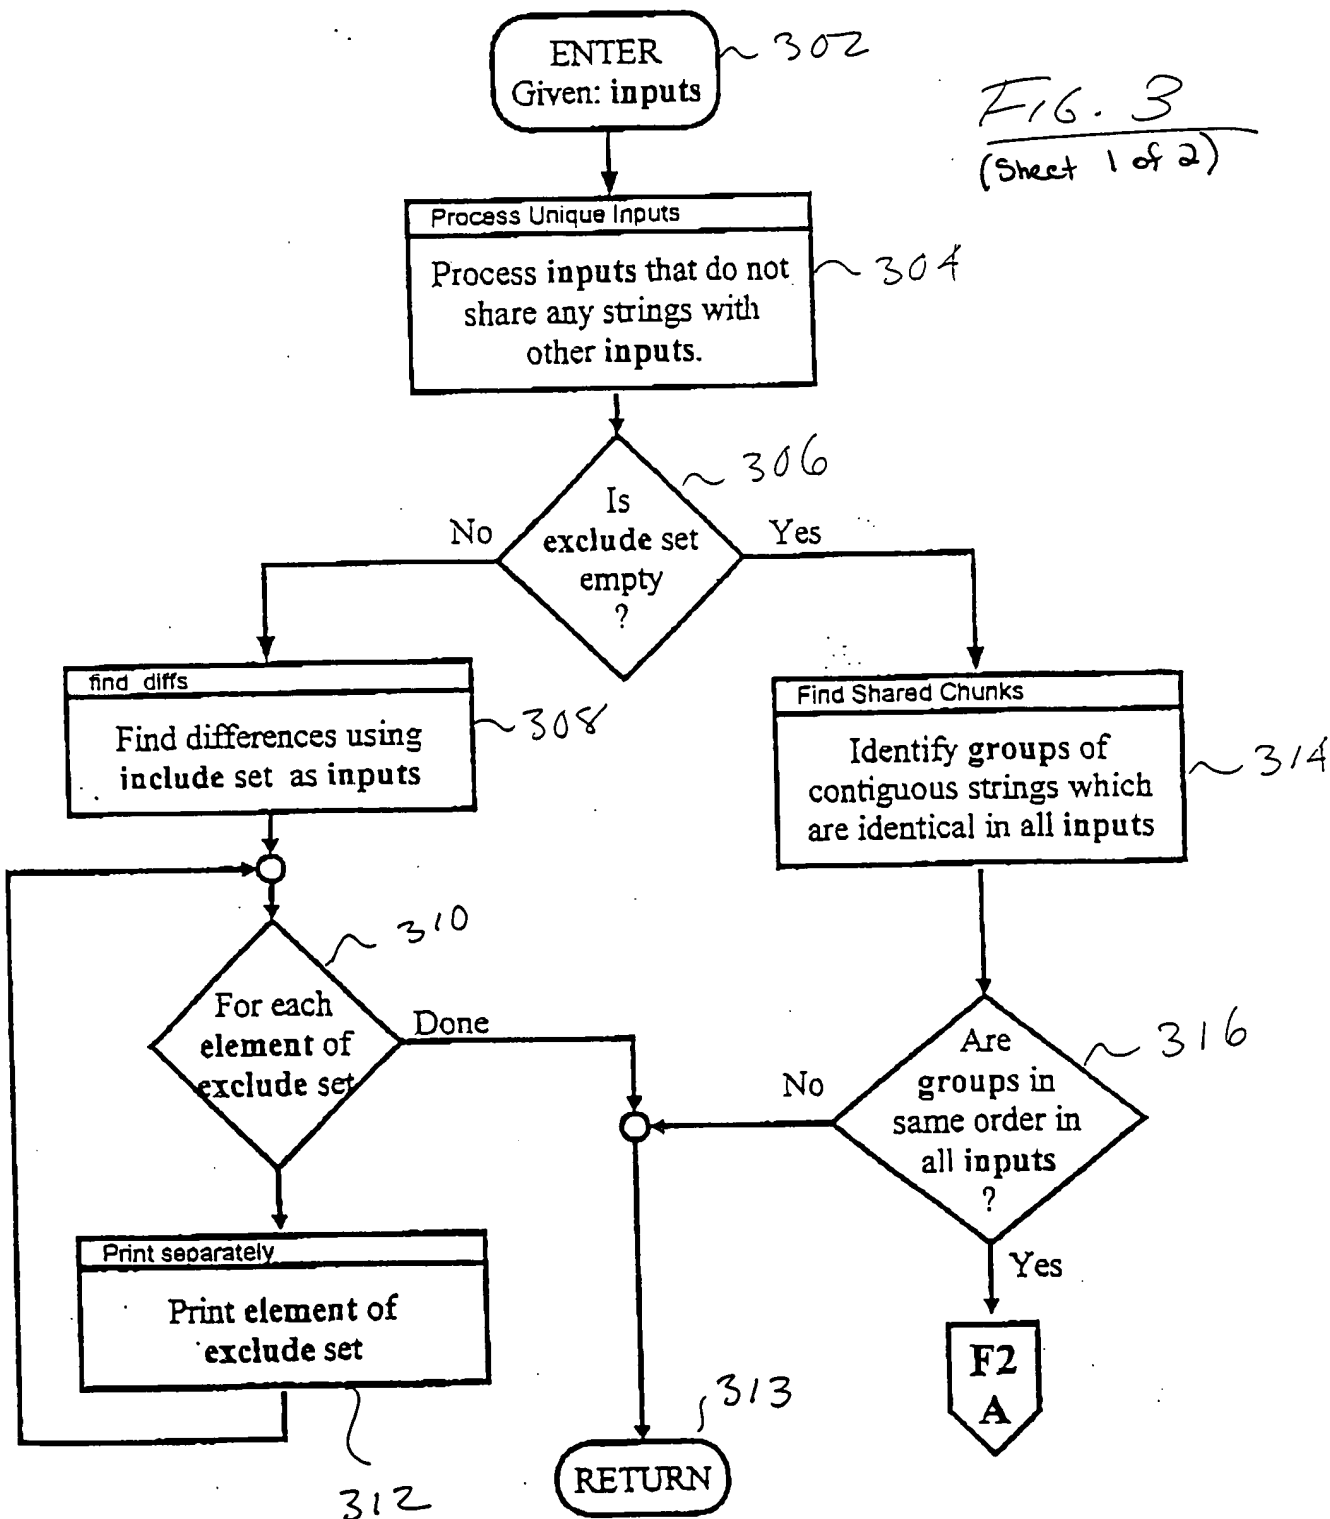 ENTER
Given: inputs
302
FIG. 3
(Sheet 1 of 2)
Process Unique Inputs
Process inputs that do not
share any strings with
other inputs.
304
306
Is
exclude set
empty
?
No
Yes
find diffs
Find differences using
include set as inputs
308
Find Shared Chunks
Identify groups of
contiguous strings which
are identical in all inputs
314
310
For each
element of
exclude set
Done
Are
groups in
same order in
all inputs
?
316
No
Yes
Print separately
Print element of
exclude set
312
F2
A
313
RETURN